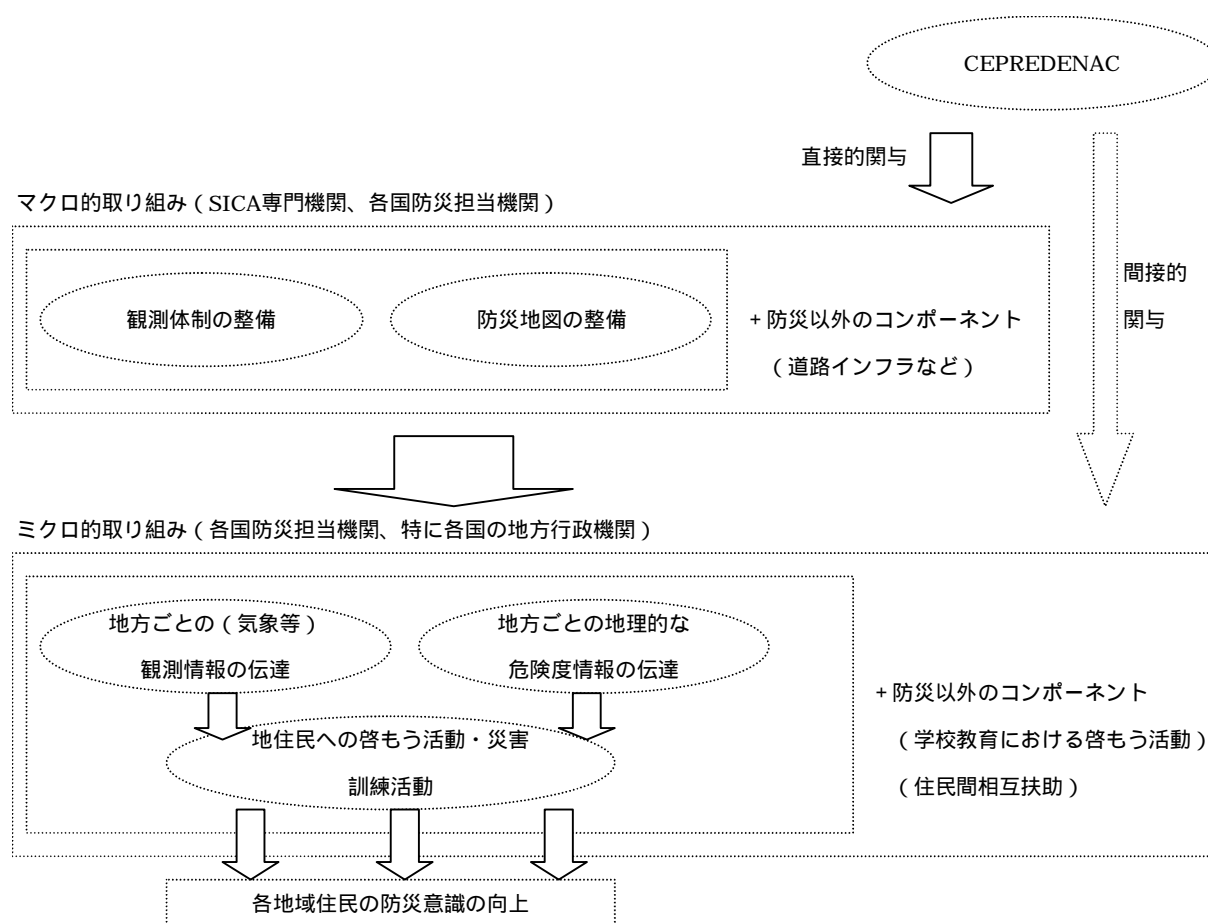 CEPREDENAC
直接的関与
マクロ的取り組み（SICA専門機関、各国防災担当機関）
間接的
関与
観測体制の整備
防災地図の整備
+防災以外のコンポーネント
（道路インフラなど）
ミクロ的取り組み（各国防災担当機関、特に各国の地方行政機関）
地方ごとの（気象等）
観測情報の伝達
地方ごとの地理的な
危険度情報の伝達
+防災以外のコンポーネント
（学校教育における啓もう活動）
（住民間相互扶助）
地住民への啓もう活動・災害
訓練活動
各地域住民の防災意識の向上